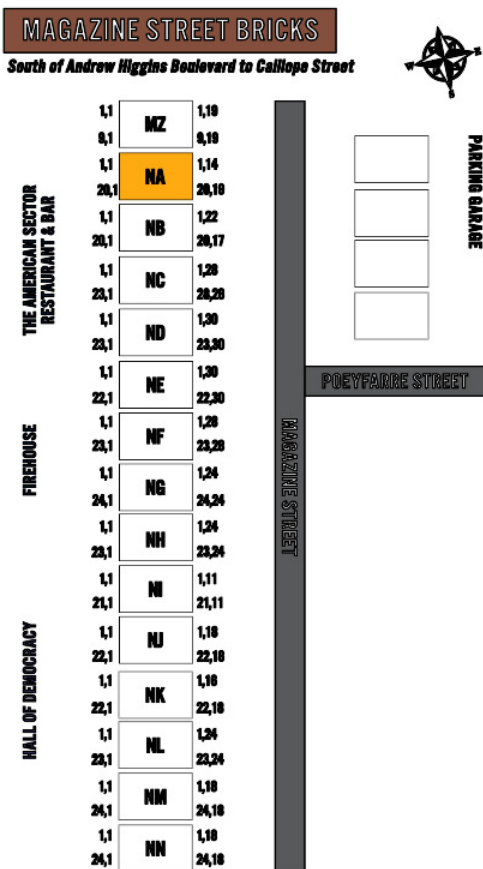 MAGAZINE STREET BRICKS
South of Andrew Higgins Boulevard to Calliope Street
1,1 MZ 1,19
9,1 9,19
1,1 NA 1,14
20,1 20,19
1,1 NB 1,22
20,1 20,17
1,1 NC 1,28
23,1 28,28
1,1 ND 1,30
23,1 23,30
1,1 NE 1,30
22,1 22,30
1,1 NF 1,28
23,1 23,28
1,1 NG 1,24
24,1 24,24
1,1 NH 1,24
23,1 23,24
1,1 NI 1,11
21,1 21,11
1,1 NJ 1,18
22,1 22,18
1,1 NK 1,16
22,1 22,18
1,1 NL 1,24
23,1 23,24
1,1 NM 1,18
24,1 24,18
1,1 NN 1,18
24,1 24,18
THE AMERICAN SECTOR
RESTAURANT & BAR
FIREHOUSE
HALL OF DEMOCRACY
MAGAZINE STREET
POEYFARRE STREET
PARKING GARAGE